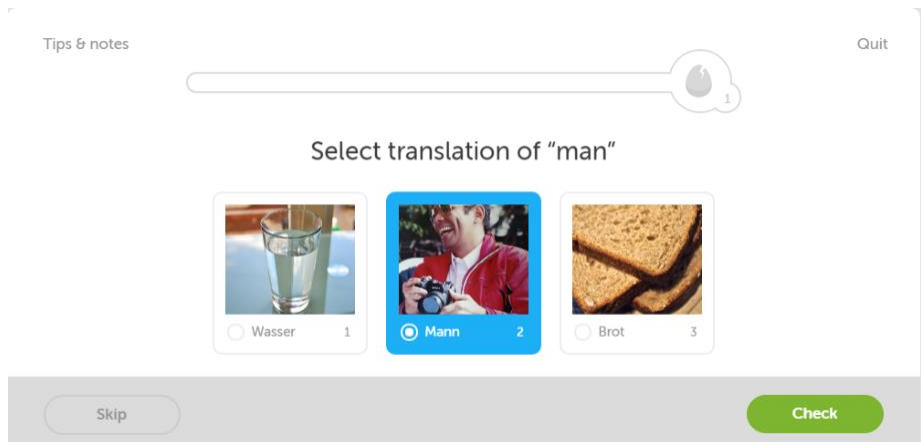 Tips & notes
Quit
1
Select translation of “man”
Wasser 1
Mann 2
Brot 3
Skip
Check